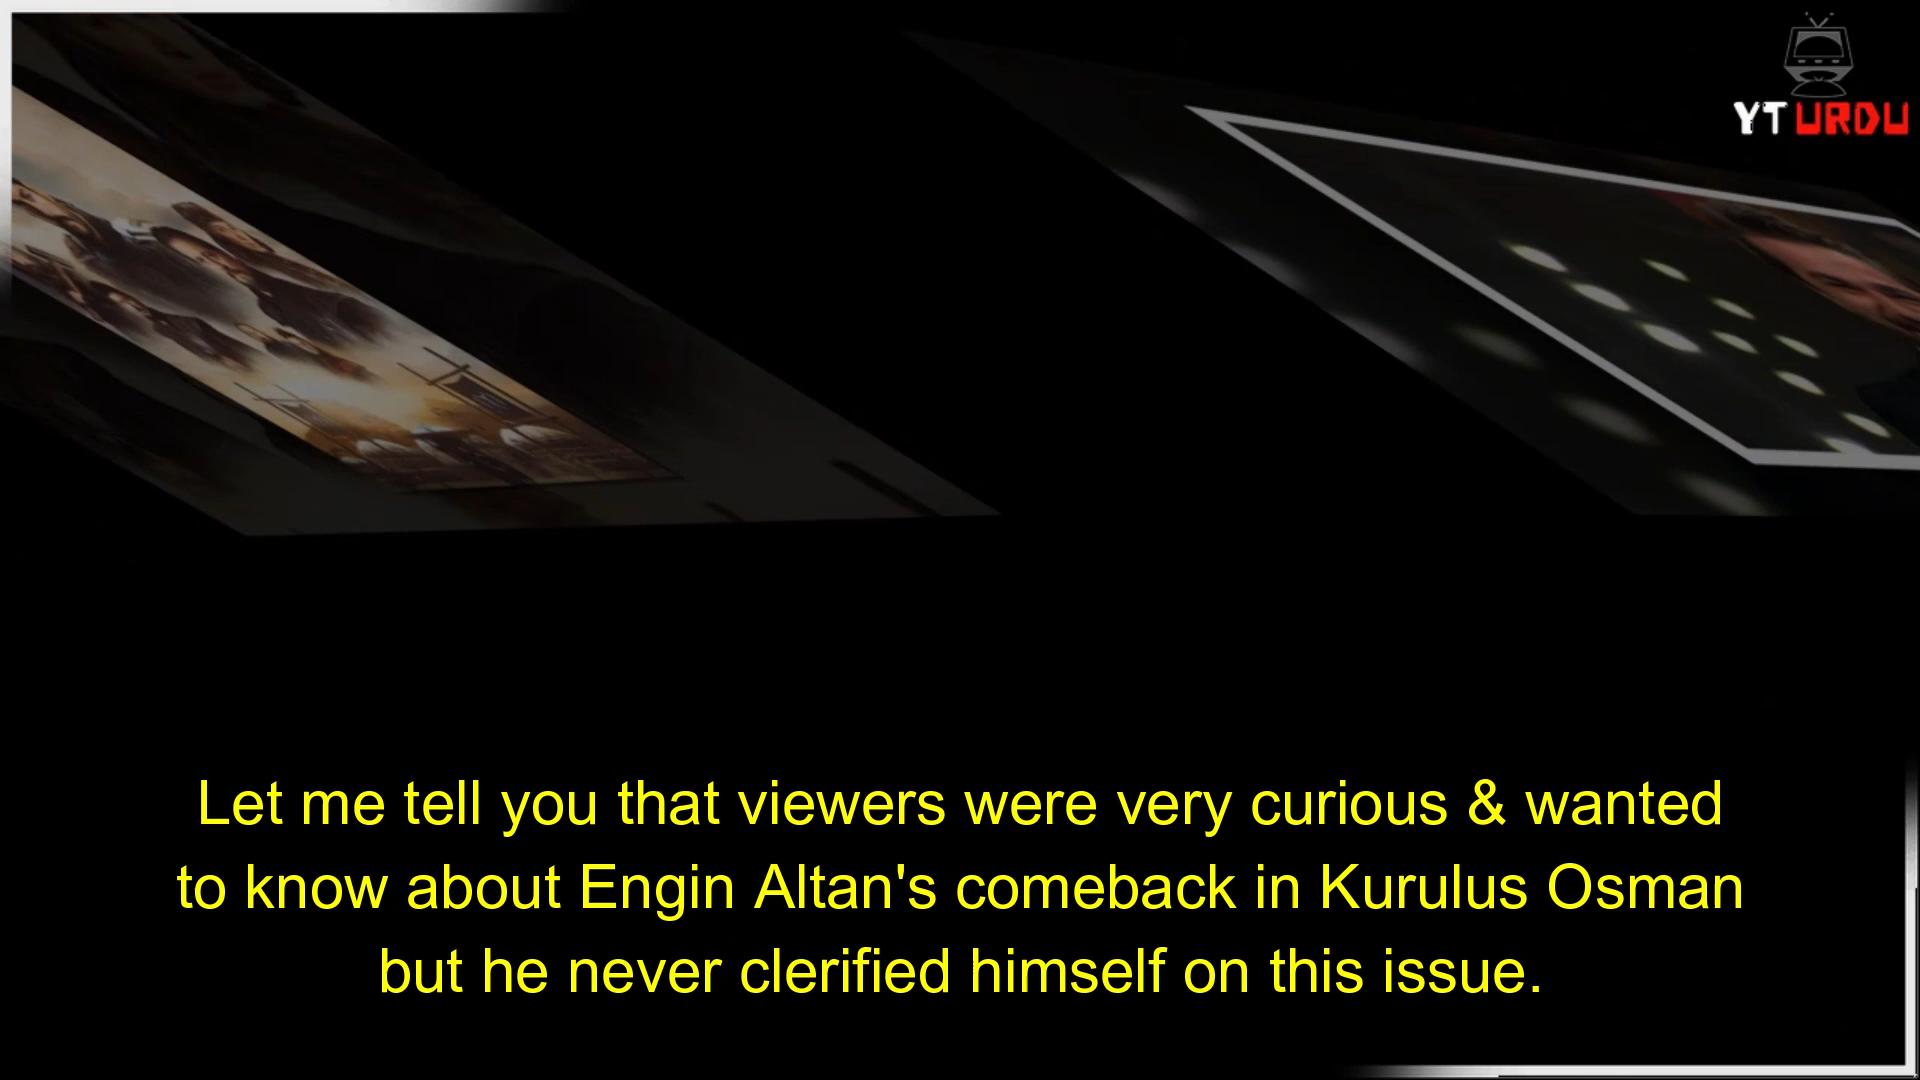 YT URDU
Let me tell you that viewers were very curious & wanted
to know about Engin Altan's comeback in Kurulus Osman
but he never clerified himself on this issue.